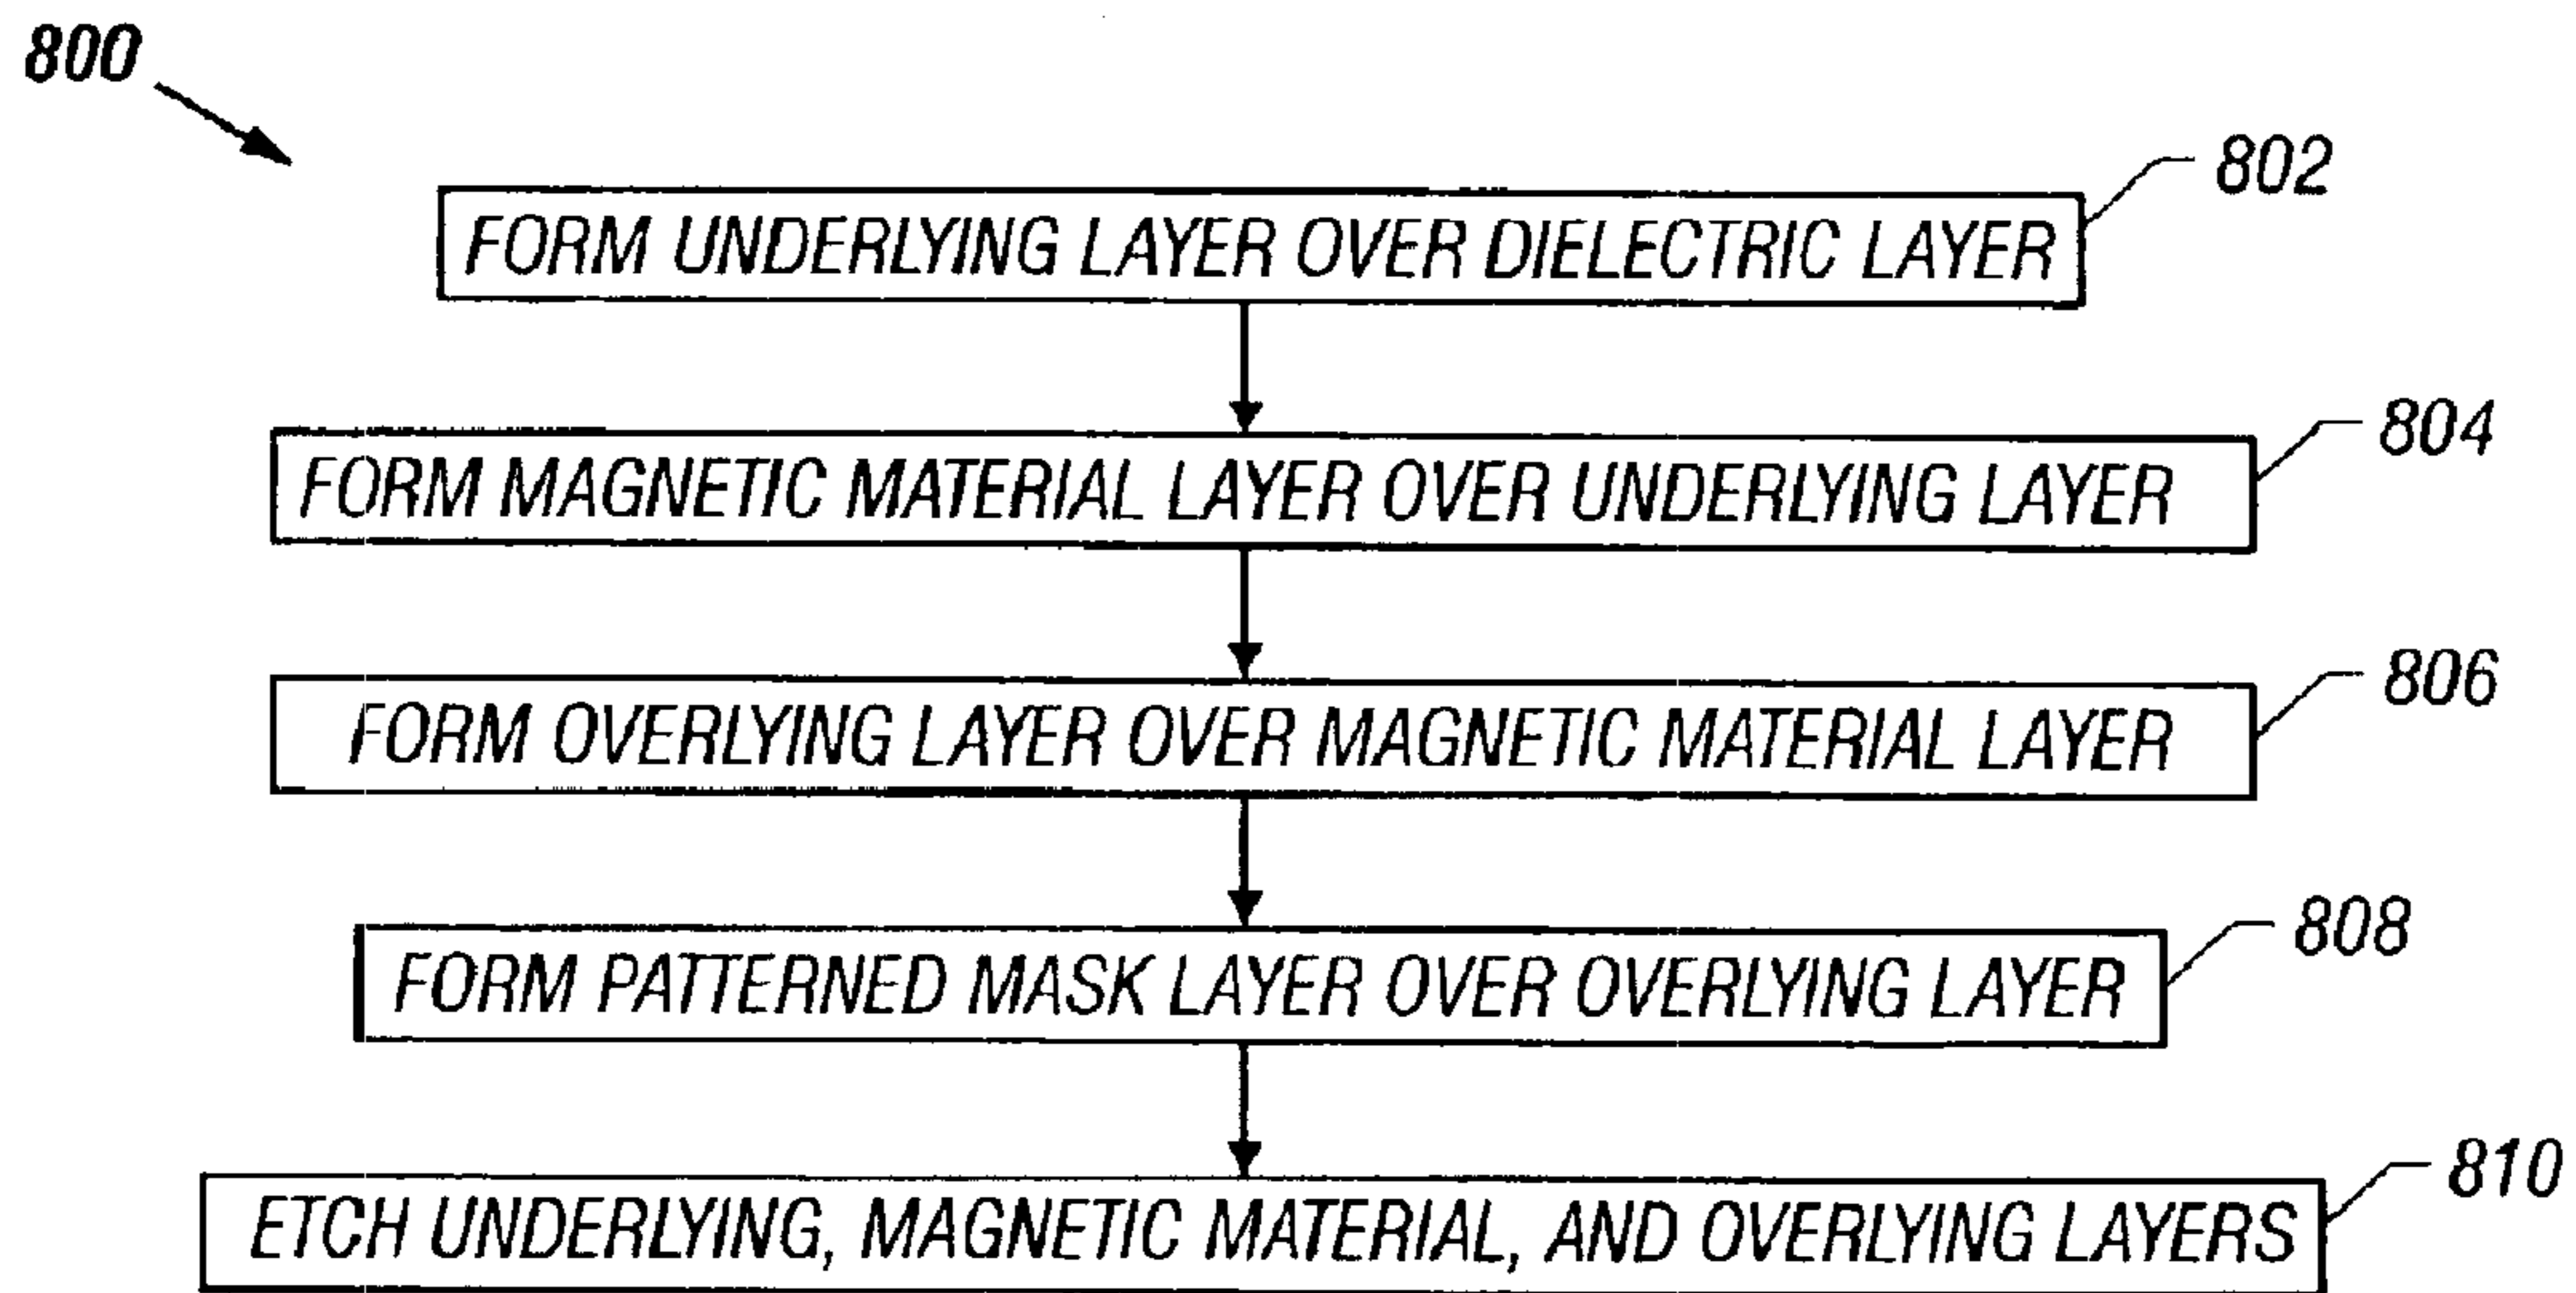 800
802
FORM UNDERLYING LAYER OVER DIELECTRIC LAYER
804
FORM MAGNETIC MATERIAL LAYER OVER UNDERLYING LAYER
806
FORM OVERLYING LAYER OVER MAGNETIC MATERIAL LAYER
808
FORM PATTERNED MASK LAYER OVER OVERLYING LAYER
810
ETCH UNDERLYING, MAGNETIC MATERIAL, AND OVERLYING LAYERS